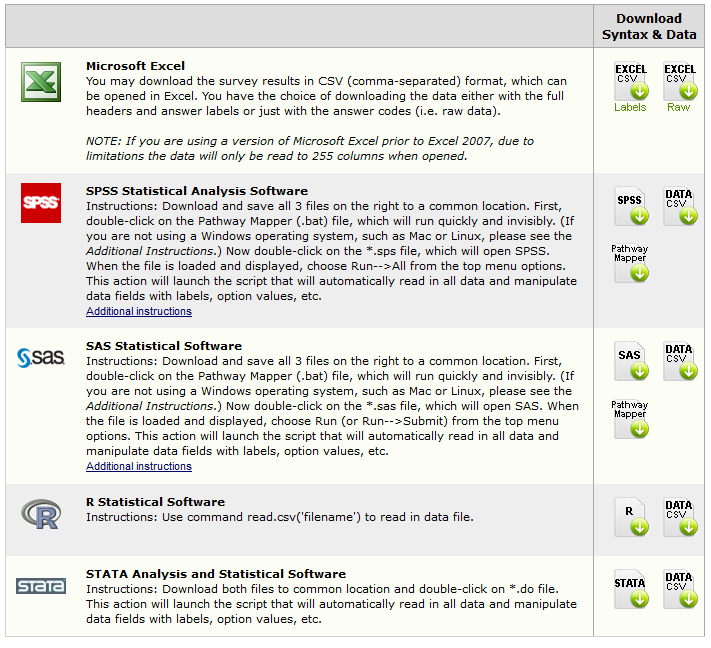 Download
Syntax & Data
Microsoft Excel
You may download the survey results in CSV (comma-separated) format, which can
be opened in Excel. You have the choice of downloading the data either with the full
headers and answer labels or just with the answer codes (i.e. raw data).
NOTE: If you are using a version of Microsoft Excel prior to Excel 2007, due to
limitations the data will only be read to 255 columns when opened.
EXCEL
CSV
Labels
EXCEL
CSV
Raw
SPSS
SPSS Statistical Analysis Software
Instructions: Download and save all 3 files on the right to a common location. First,
double-click on the Pathway Mapper (.bat) file, which will run quickly and invisibly. (If
you are not using a Windows operating system, such as Mac or Linux, please see the
Additional Instructions.) Now double-click on the *.sps file, which will open SPSS.
When the file is loaded and displayed, choose Run-->All from the top menu options.
This action will launch the script that will automatically read in all data and manipulate
data fields with labels, option values, etc.
Additional instructions
SPSS
DATA
CSV
Pathway
Mapper
sas
SAS Statistical Software
Instructions: Download and save all 3 files on the right to a common location. First,
double-click on the Pathway Mapper (.bat) file, which will run quickly and invisibly. (If
you are not using a Windows operating system, such as Mac or Linux, please see the
Additional Instructions.) Now double-click on the *.sas file, which will open SAS. When
the file is loaded and displayed, choose Run (or Run-->Submit) from the top menu
options. This action will launch the script that will automatically read in all data and
manipulate data fields with labels, option values, etc.
Additional instructions
SAS
DATA
CSV
Pathway
Mapper
R
R Statistical Software
Instructions: Use command read.csv('filename') to read in data file.
R
DATA
CSV
STATA
STATA Analysis and Statistical Software
Instructions: Download both files to common location and double-click on *.do file.
This action will launch the script that will automatically read in all data and manipulate
data fields with labels, option values, etc.
STATA
DATA
CSV